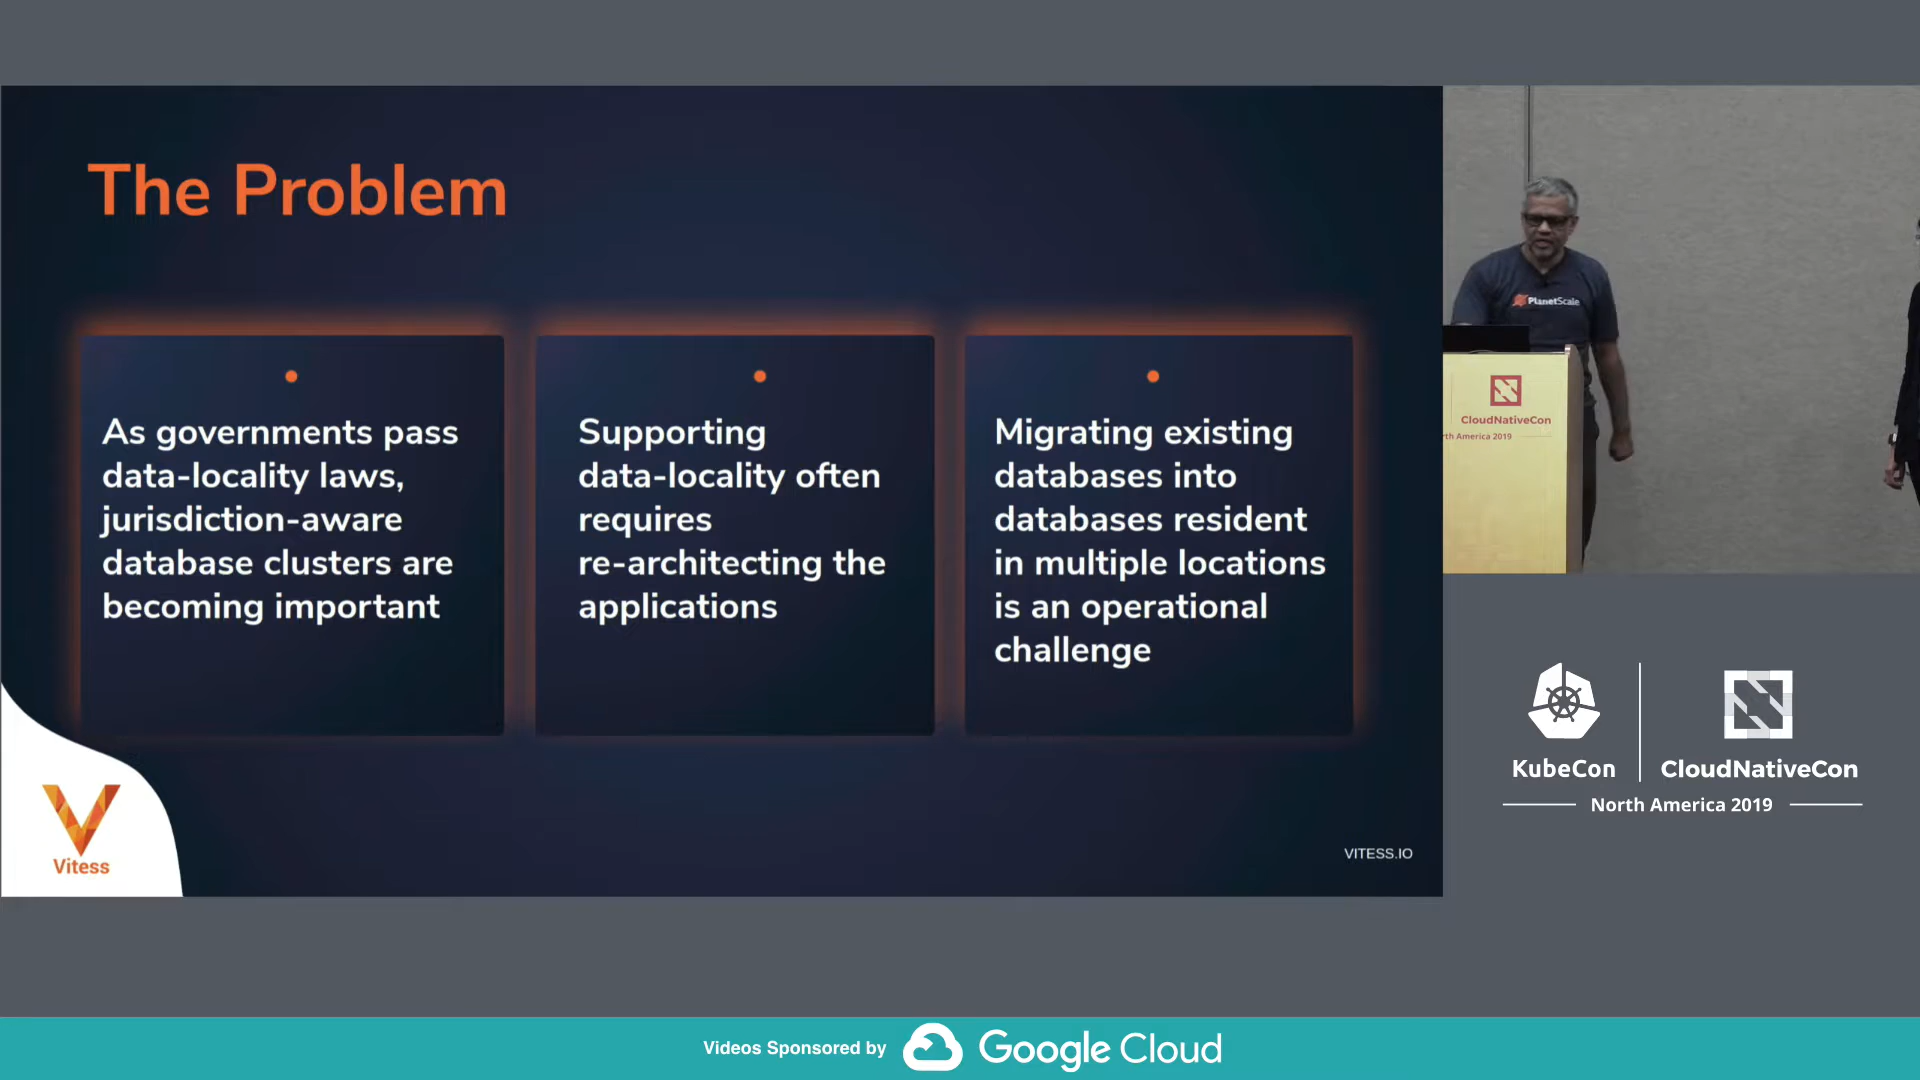 The Problem
As governments pass
data-locality laws,
jurisdiction-aware
database clusters are
becoming important
Supporting
data-locality often
requires
re-architecting the
applications
Migrating existing
databases into
databases resident
in multiple locations
is an operational
challenge
Vitess
VITESS.IO
PlanetScale
CloudNativeCon
rth America 2019
KubeCon
CloudNativeCon
North America 2019
Videos Sponsored by
Google Cloud